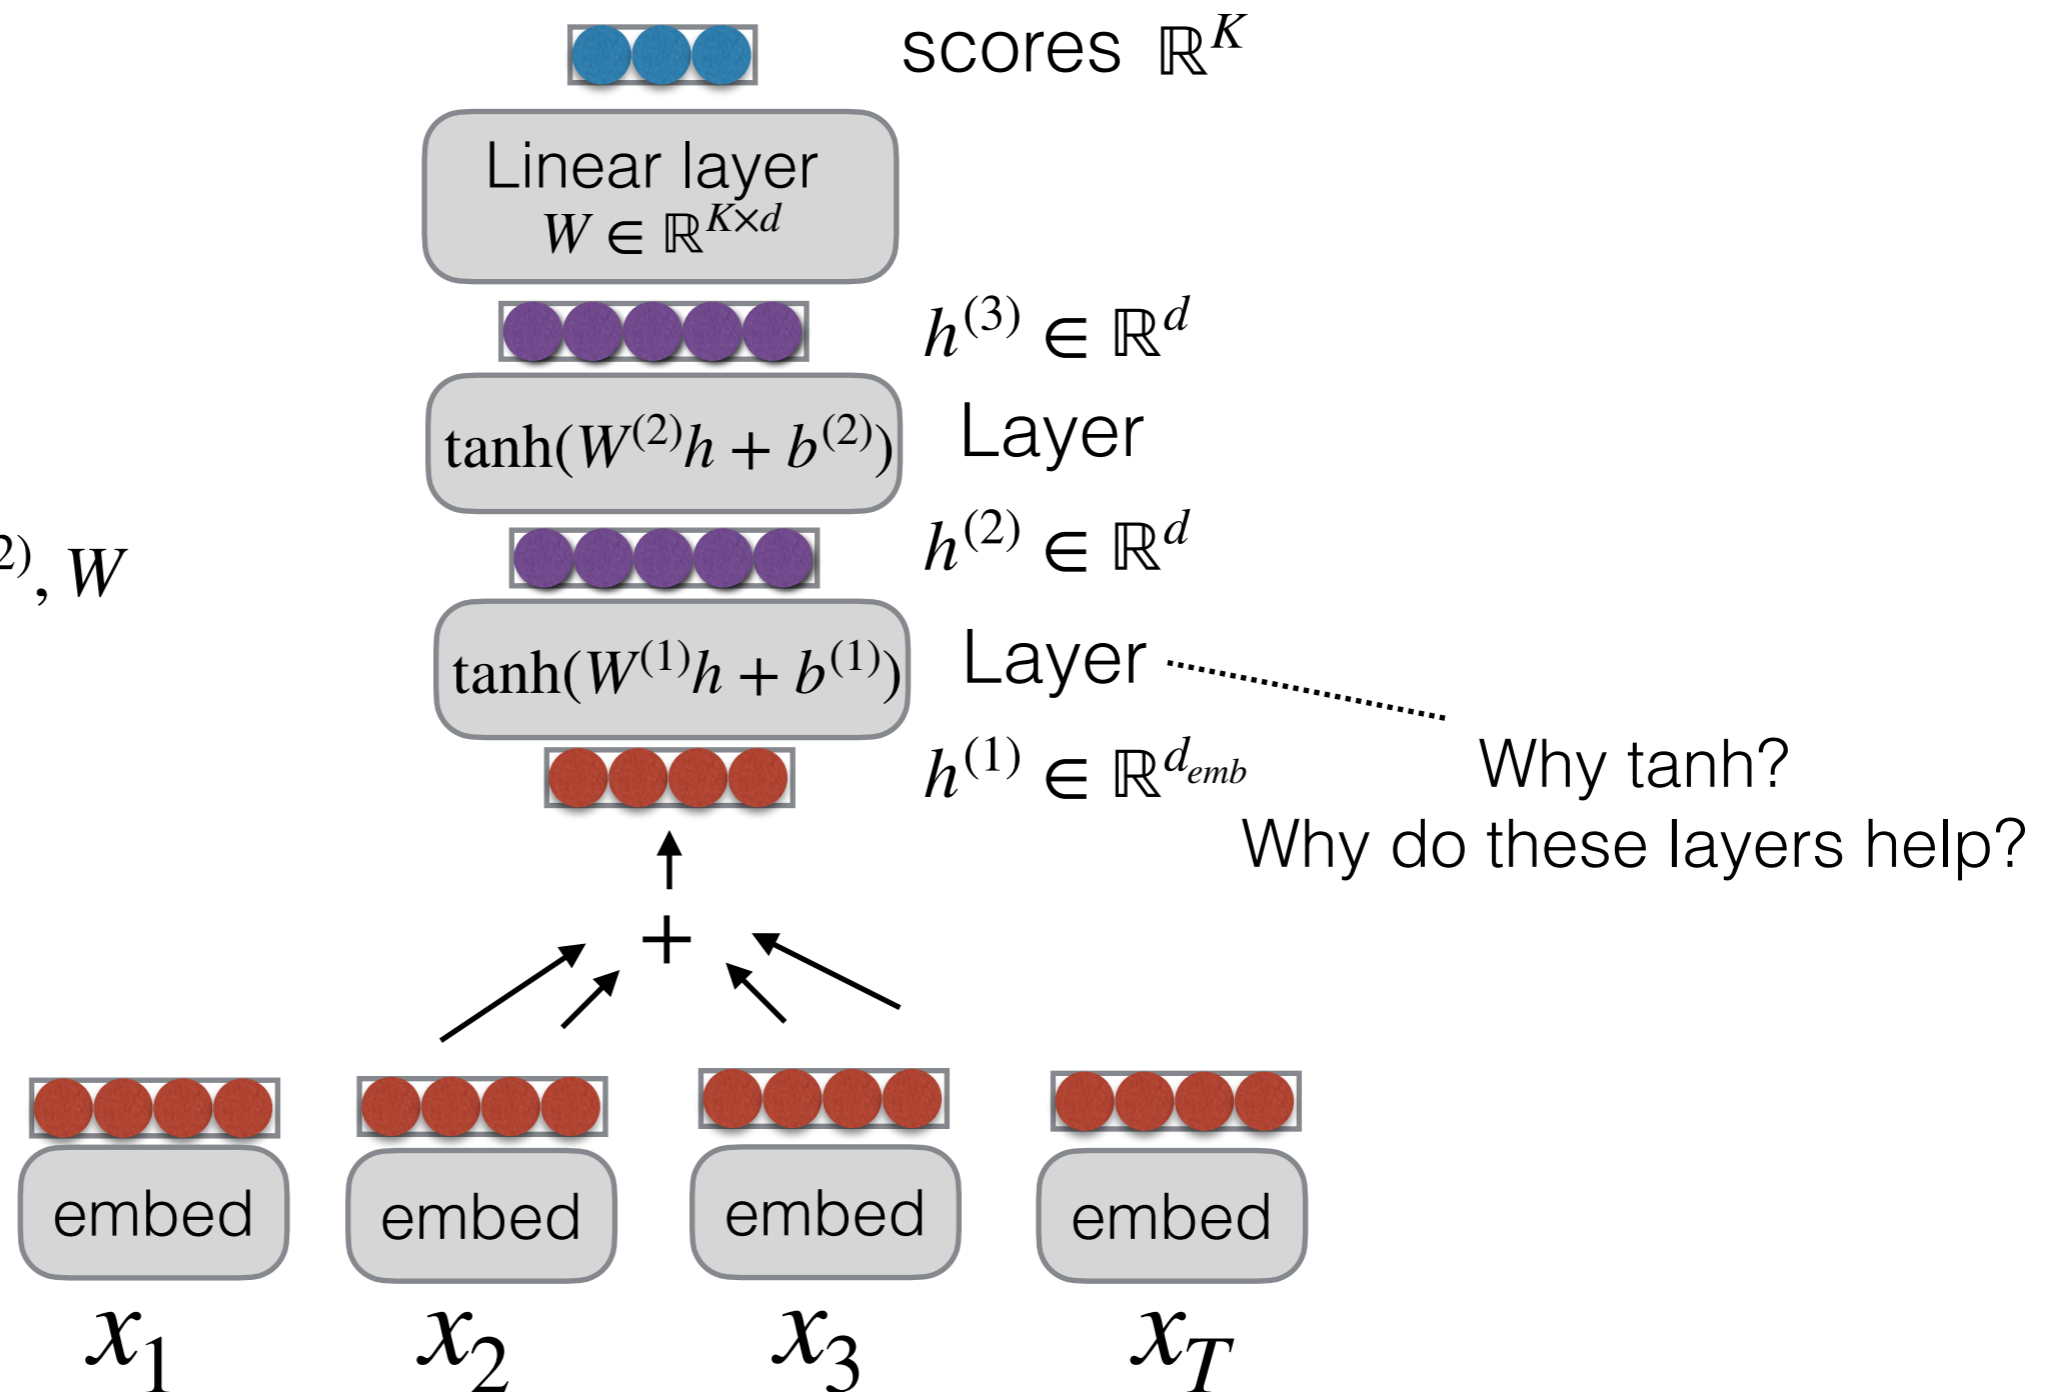 scores ℝ^K
Linear layer
W ∈ ℝ^{K×d}
h^{(3)} ∈ ℝ^d
tanh(W^{(2)}h + b^{(2)})
Layer
h^{(2)} ∈ ℝ^d
2), W
tanh(W^{(1)}h + b^{(1)})
Layer
h^{(1)} ∈ ℝ^{d_{emb}}
Why tanh?
Why do these layers help?
+
embed
embed
embed
embed
x_1
x_2
x_3
x_T